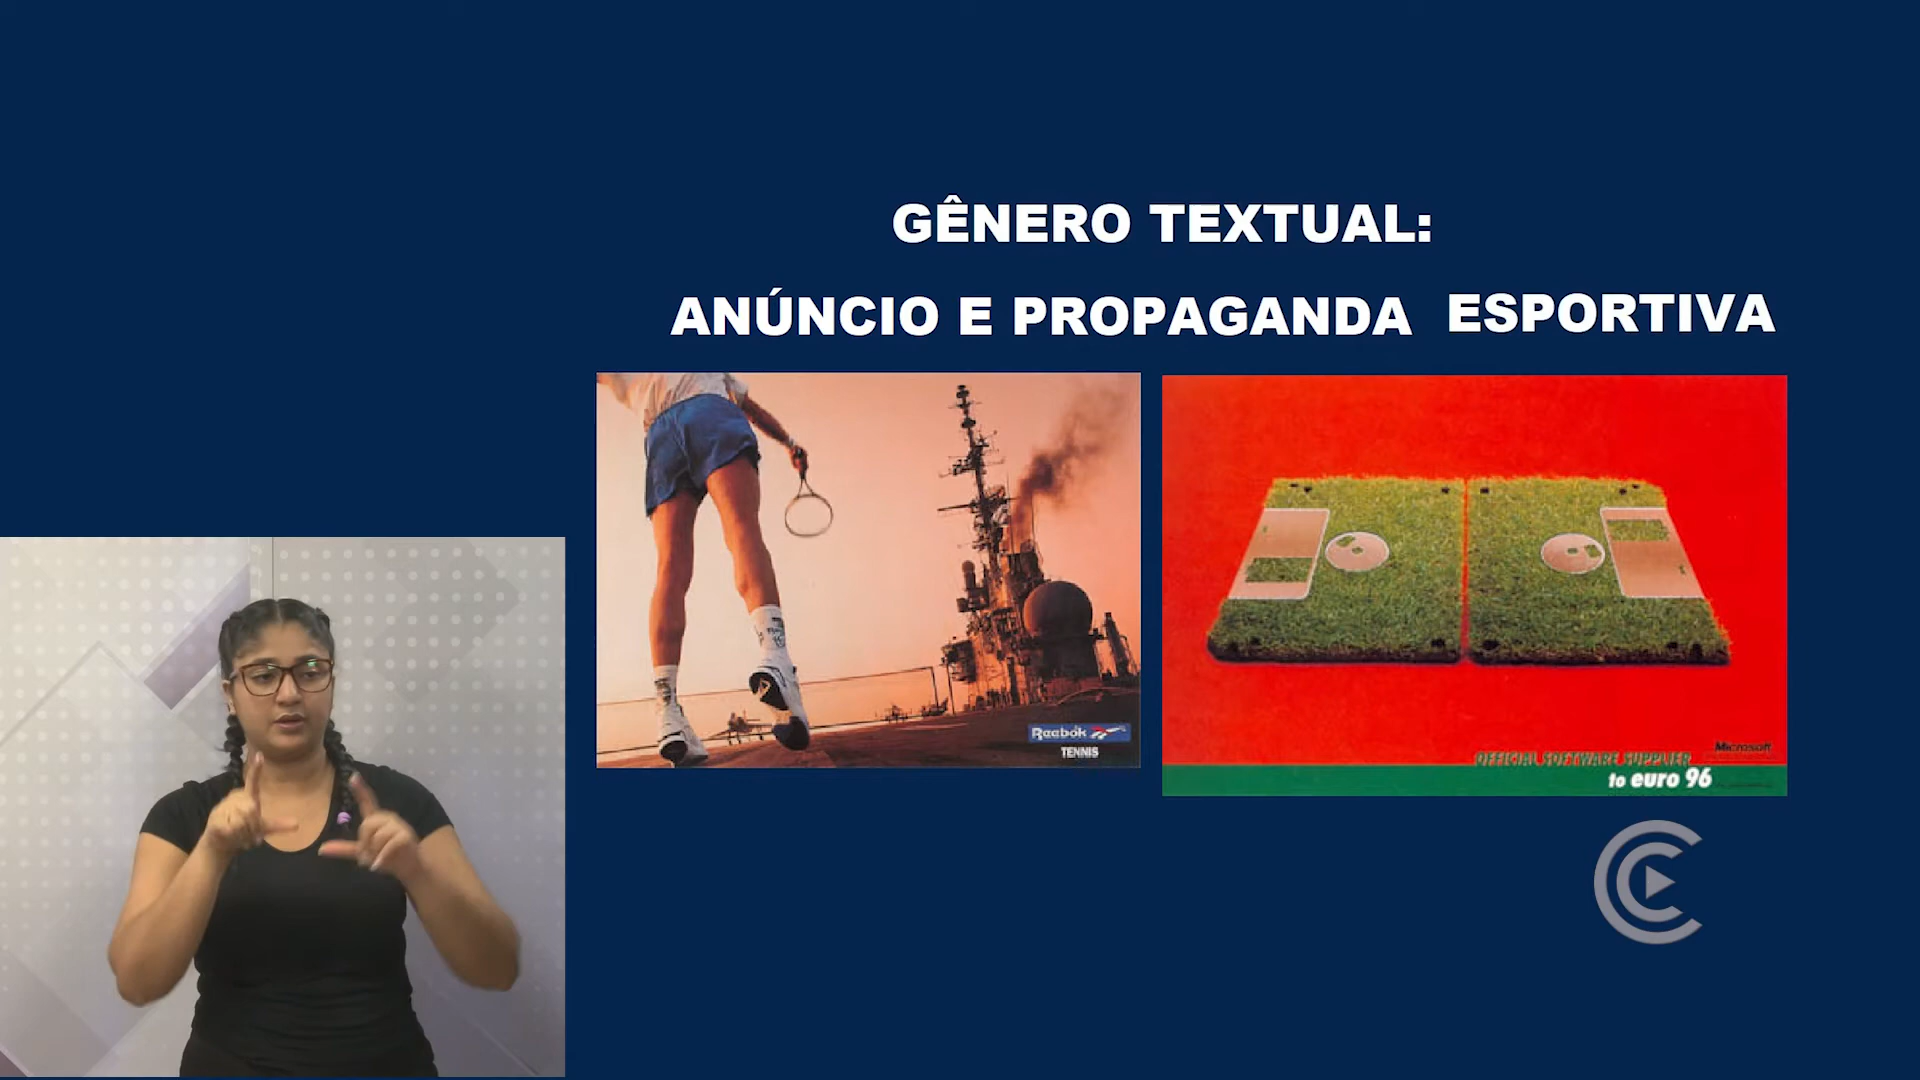 GÊNERO TEXTUAL:
ANÚNCIO E PROPAGANDA ESPORTIVA
Reebok
TENNIS
Microsoft
OFFICIAL SOFTWARE SUPPLIER
to euro 96